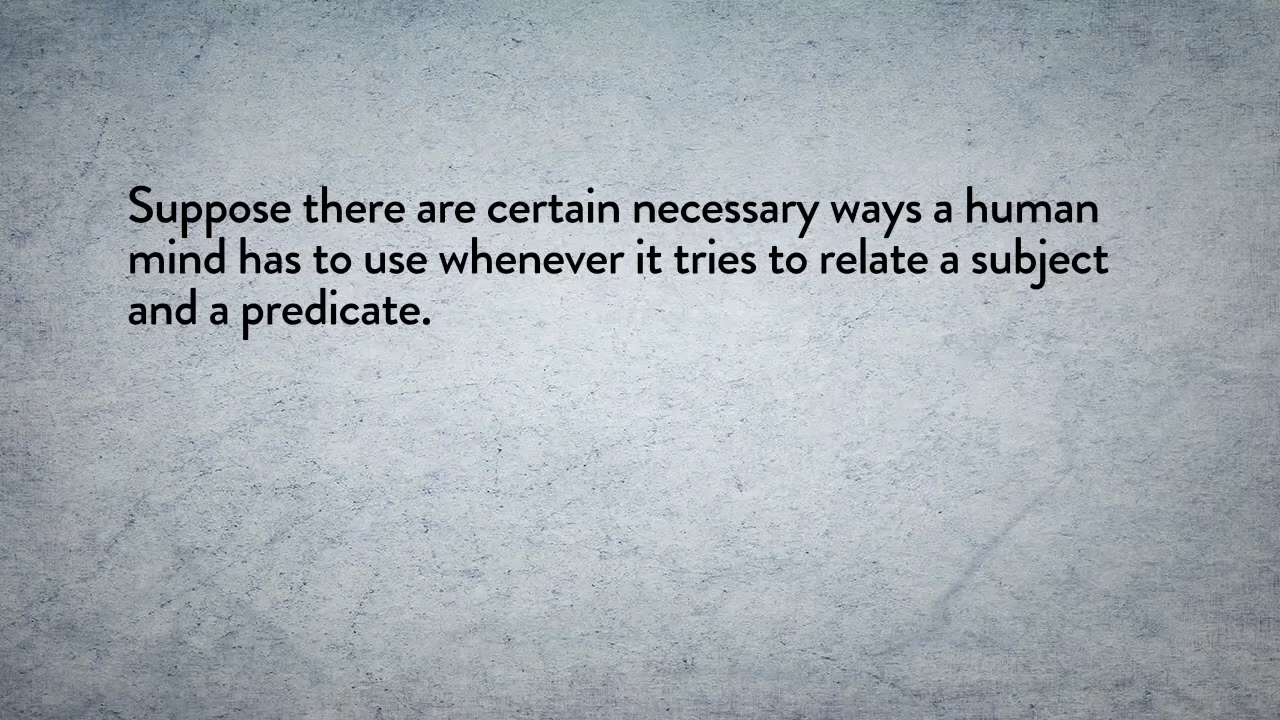 Suppose there are certain necessary ways a human
mind has to use whenever it tries to relate a subject
and a predicate.